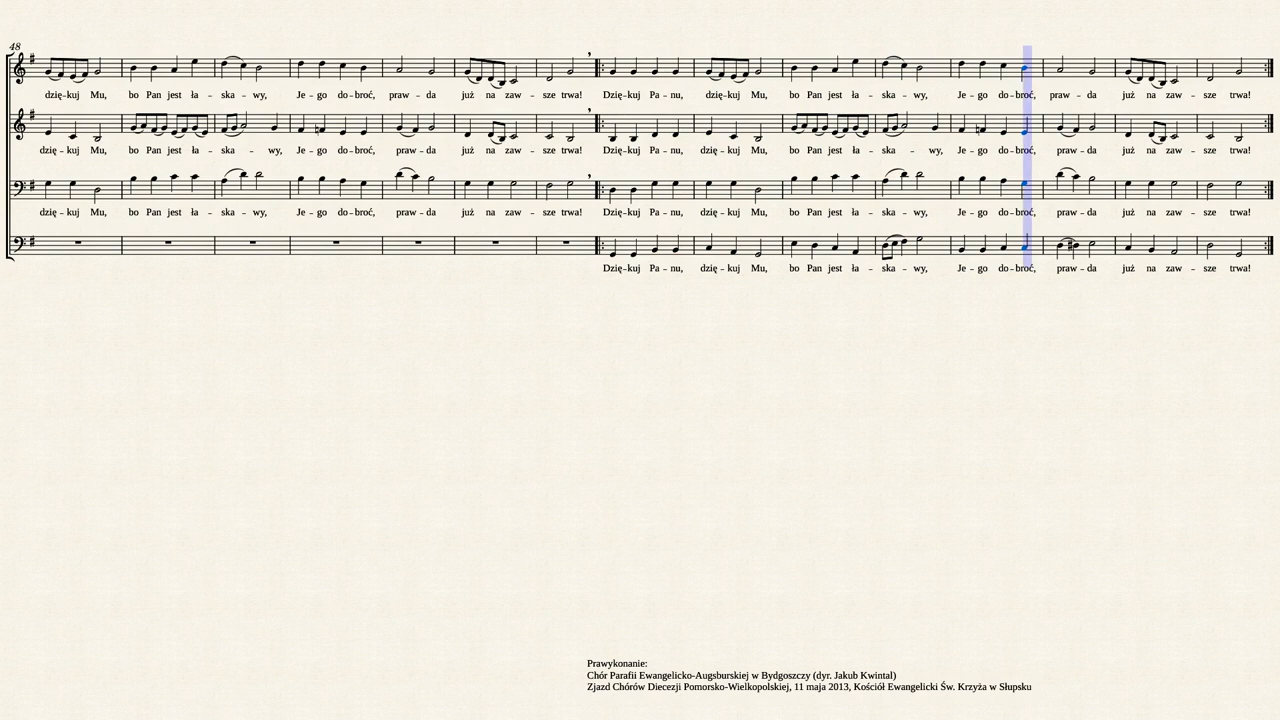 48
dzię - kuj Mu, bo Pan jest ła - ska - wy, Je - go do - broć, praw - da już na zaw - sze trwa! Dzię - kuj Pa - nu, dzię - kuj Mu, bo Pan jest ła - ska - wy, Je - go do - broć, praw - da już na zaw - sze trwa!
dzię - kuj Mu, bo Pan jest ła - ska - wy, Je - go do - broć, praw - da już na zaw - sze trwa! Dzię - kuj Pa - nu, dzię - kuj Mu, bo Pan jest ła - ska - wy, Je - go do - broć, praw - da już na zaw - sze trwa!
dzię - kuj Mu, bo Pan jest ła - ska - wy, Je - go do - broć, praw - da już na zaw - sze trwa! Dzię - kuj Pa - nu, dzię - kuj Mu, bo Pan jest ła - ska - wy, Je - go do - broć, praw - da już na zaw - sze trwa!
Dzię - kuj Pa - nu, dzię - kuj Mu, bo Pan jest ła - ska - wy, Je - go do - broć, praw - da już na zaw - sze trwa!
Prawykonanie:
Chór Parafii Ewangelicko-Augsburskiej w Bydgoszczy (dyr. Jakub Kwintal)
Zjazd Chórów Diecezji Pomorsko-Wielkopolskiej, 11 maja 2013, Kościół Ewangelicki Św. Krzyża w Słupsku